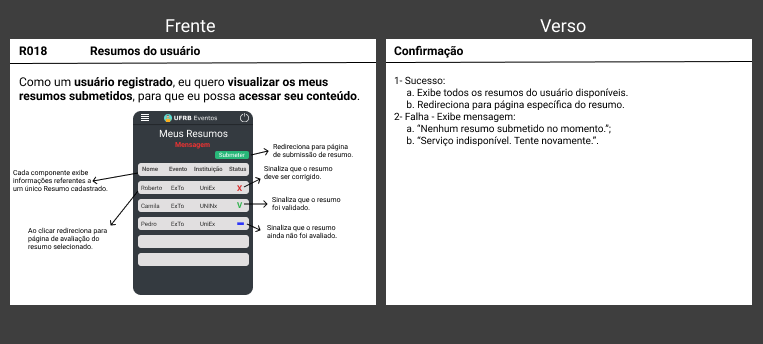 Frente
Verso
R018 Resumos do usuário
Como um usuário registrado, eu quero visualizar os meus
resumos submetidos, para que eu possa acessar seu conteúdo.
UFRB Eventos
Meus Resumos
Mensagem
Submeter
Nome Evento Instituição Status
Roberto ExTo UniEx X
Camila ExTo UNINx V
Pedro ExTo UniEx
Cada componente exibe
informações referentes a
um único Resumo cadastrado.
Ao clicar redireciona para
página de avaliação do
resumo selecionado.
Redireciona para página
de submissão de resumo.
Sinaliza que o resumo
deve ser corrigido.
Sinaliza que o resumo
foi validado.
Sinaliza que o resumo
ainda não foi avaliado.
Confirmação
1- Sucesso:
a. Exibe todos os resumos do usuário disponíveis.
b. Redireciona para página específica do resumo.
2- Falha - Exibe mensagem:
a. “Nenhum resumo submetido no momento.”;
b. “Serviço indisponível. Tente novamente.”.